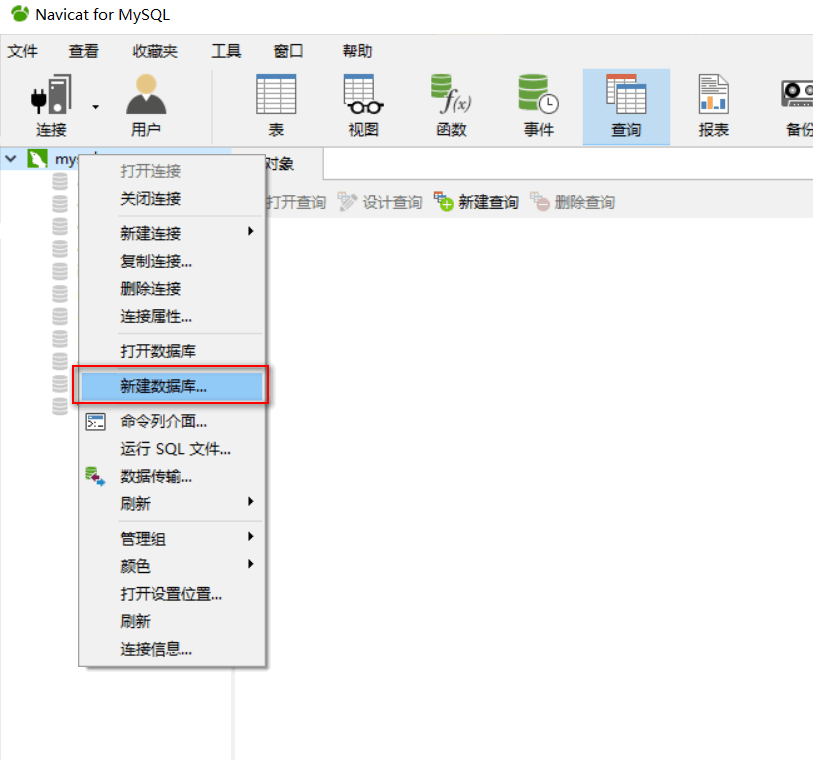 Navicat for MySQL
文件 查看 收藏夹 工具 窗口 帮助
连接 用户 表 视图 函数 事件 查询 报表 备份
对象
打开查询 设计查询 新建查询 删除查询
打开连接
关闭连接
新建连接
复制连接...
删除连接
连接属性...
打开数据库
新建数据库...
命令列介面...
运行 SQL 文件...
数据传输...
刷新
管理组
颜色
打开设置位置...
刷新
连接信息...